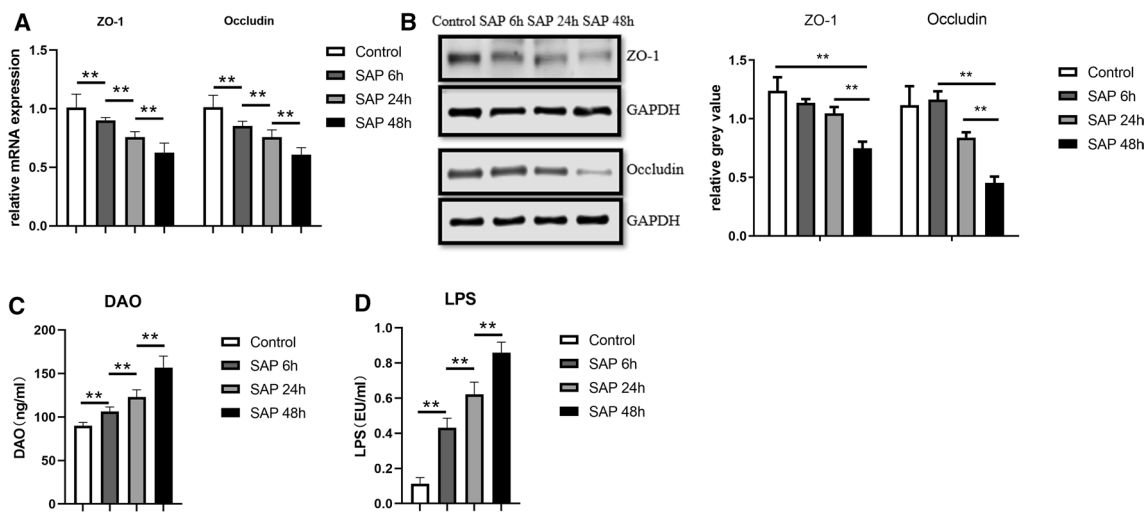 A
ZO-1
Occludin
relative mRNA expression
1.5
1.0
0.5
0.0
**
**
**
**
**
**
Control
SAP 6h
SAP 24h
SAP 48h
B
Control SAP 6h SAP 24h SAP 48h
ZO-1
GAPDH
Occludin
GAPDH
ZO-1
Occludin
relative grey value
1.5
1.0
0.5
0.0
**
**
**
**
Control
SAP 6h
SAP 24h
SAP 48h
C
DAO
DAO(ng/ml)
200
150
100
50
0
**
**
**
Control
SAP 6h
SAP 24h
SAP 48h
D
LPS
LPS(EU/ml)
1.0
0.8
0.6
0.4
0.2
0.0
**
**
**
Control
SAP 6h
SAP 24h
SAP 48h